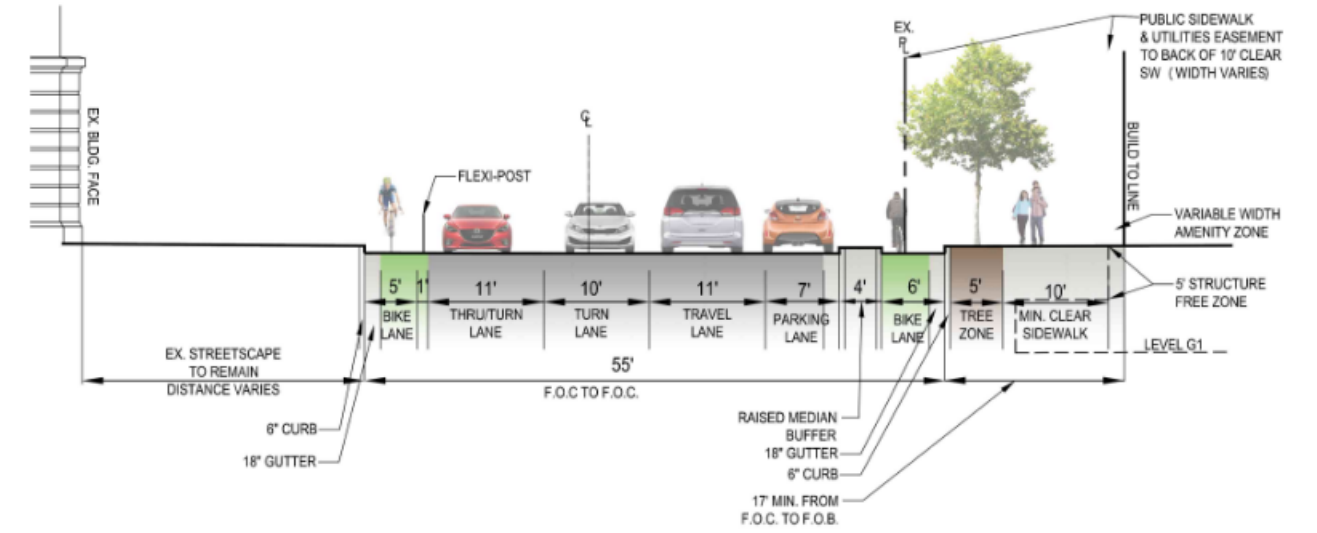 PUBLIC SIDEWALK
& UTILITIES EASEMENT
TO BACK OF 10' CLEAR
SW (WIDTH VARIES)
EX.
PL
CL
EX. BLDG. FACE
FLEXI-POST
BUILD TO LINE
VARIABLE WIDTH
AMENITY ZONE
5' STRUCTURE
FREE ZONE
5'
BIKE
LANE
1'
11'
THRU/TURN
LANE
10'
TURN
LANE
11'
TRAVEL
LANE
7'
PARKING
LANE
4'
6'
BIKE
LANE
5'
TREE
ZONE
10'
MIN. CLEAR
SIDEWALK
LEVEL G1
EX. STREETSCAPE
TO REMAIN
DISTANCE VARIES
55'
F.O.C TO F.O.C.
6" CURB
18" GUTTER
RAISED MEDIAN
BUFFER
18" GUTTER
6" CURB
17' MIN. FROM
F.O.C. TO F.O.B.